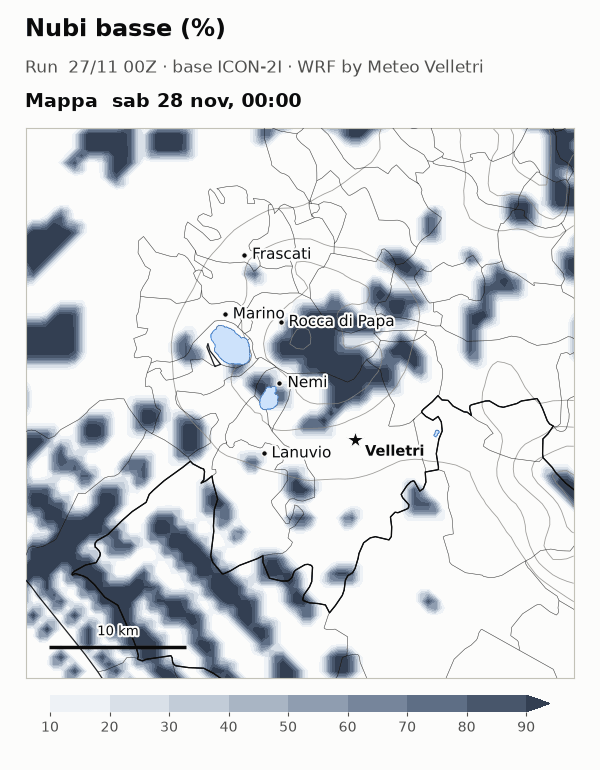 Nubi basse (%)
Run  27/11 00Z · base ICON-2I · WRF by Meteo Velletri
Mappa  sab 28 nov, 00:00
Frascati
Marino
Rocca di Papa
Nemi
Velletri
Lanuvio
10 km
10 20 30 40 50 60 70 80 90